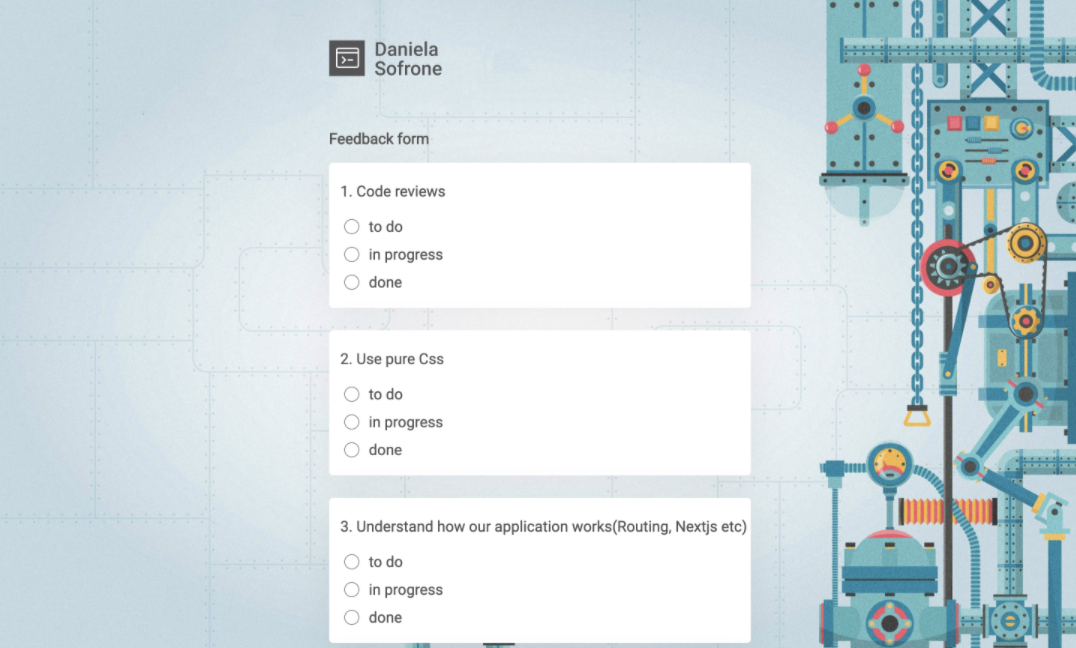 Daniela
Sofrone
Feedback form
1. Code reviews
to do
in progress
done
2. Use pure Css
to do
in progress
done
3. Understand how our application works(Routing, Nextjs etc)
to do
in progress
done